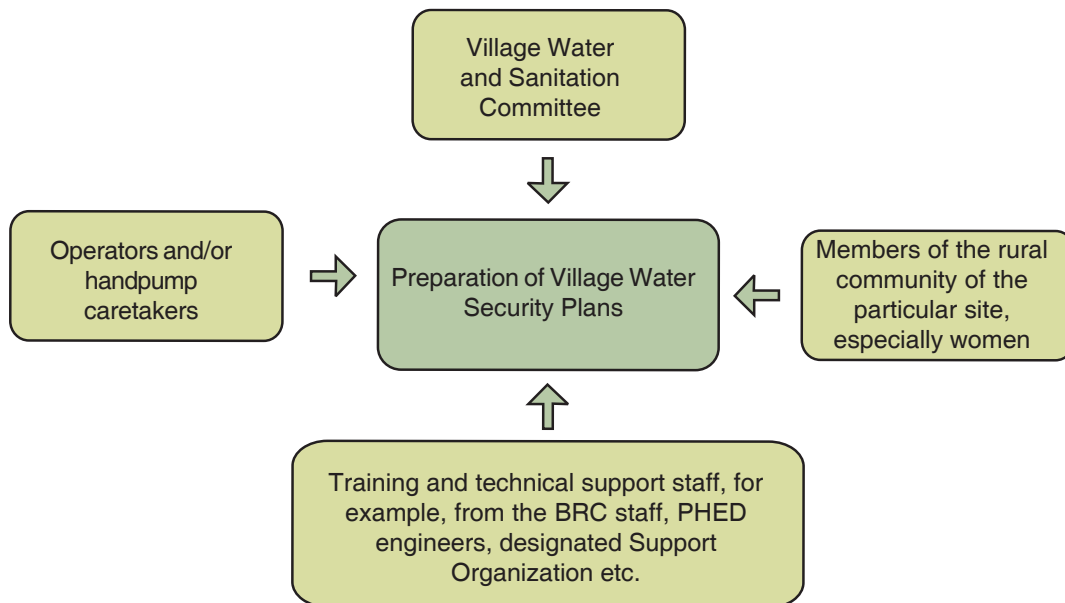 Village Water
and Sanitation
Committee
Operators and/or
handpump
caretakers
Preparation of Village Water
Security Plans
Members of the rural
community of the
particular site,
especially women
Training and technical support staff, for
example, from the BRC staff, PHED
engineers, designated Support
Organization etc.